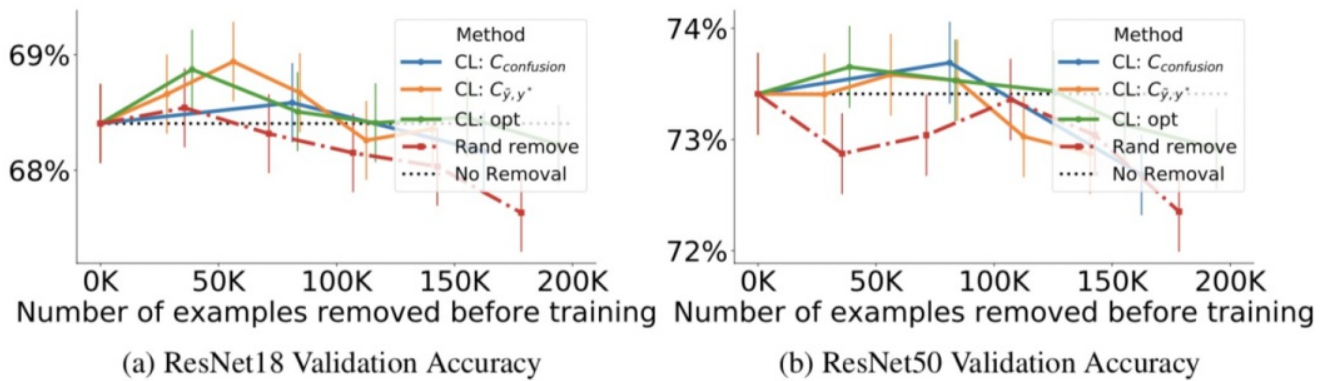 69%
68%
0K 50K 100K 150K 200K
Number of examples removed before training
Method
CL: C_confusion
CL: C_ỹ,y*
CL: opt
Rand remove
No Removal
(a) ResNet18 Validation Accuracy
74%
73%
72%
0K 50K 100K 150K 200K
Number of examples removed before training
Method
CL: C_confusion
CL: C_ỹ,y*
CL: opt
Rand remove
No Removal
(b) ResNet50 Validation Accuracy